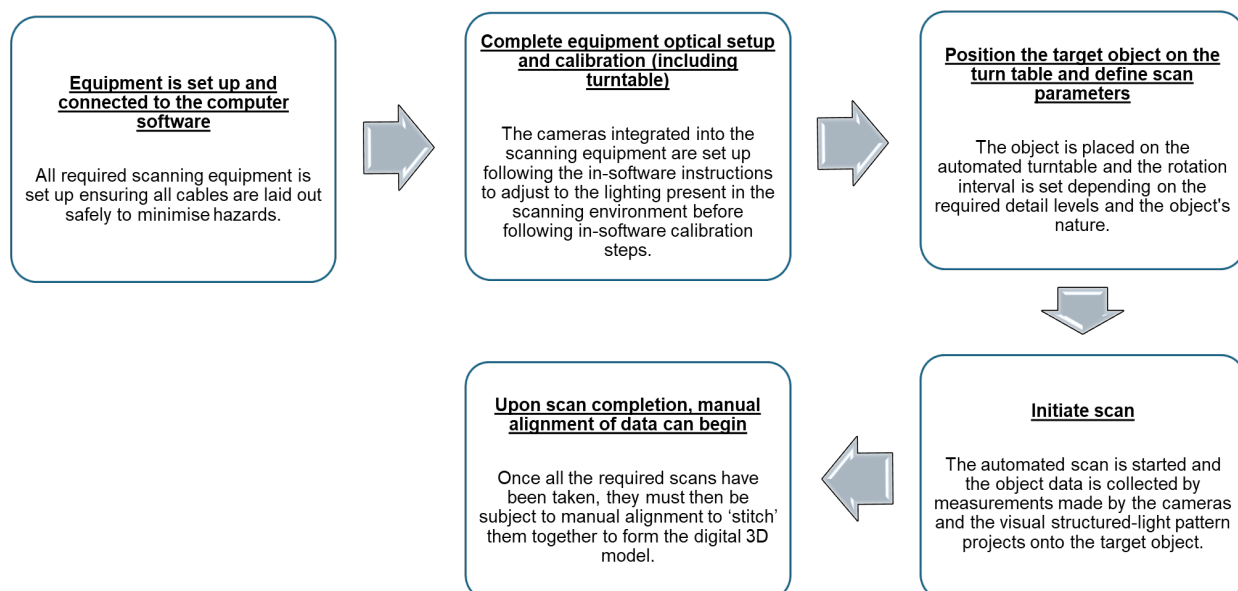 Equipment is set up and
connected to the computer
software
All required scanning equipment is
set up ensuring all cables are laid out
safely to minimise hazards.
Complete equipment optical setup
and calibration (including
turntable)
The cameras integrated into the
scanning equipment are set up
following the in-software instructions
to adjust to the lighting present in the
scanning environment before
following in-software calibration
steps.
Position the target object on the
turn table and define scan
parameters
The object is placed on the
automated turntable and the rotation
interval is set depending on the
required detail levels and the object's
nature.
Initiate scan
The automated scan is started and
the object data is collected by
measurements made by the cameras
and the visual structured-light pattern
projects onto the target object.
Upon scan completion, manual
alignment of data can begin
Once all the required scans have
been taken, they must then be
subject to manual alignment to ‘stitch’
them together to form the digital 3D
model.